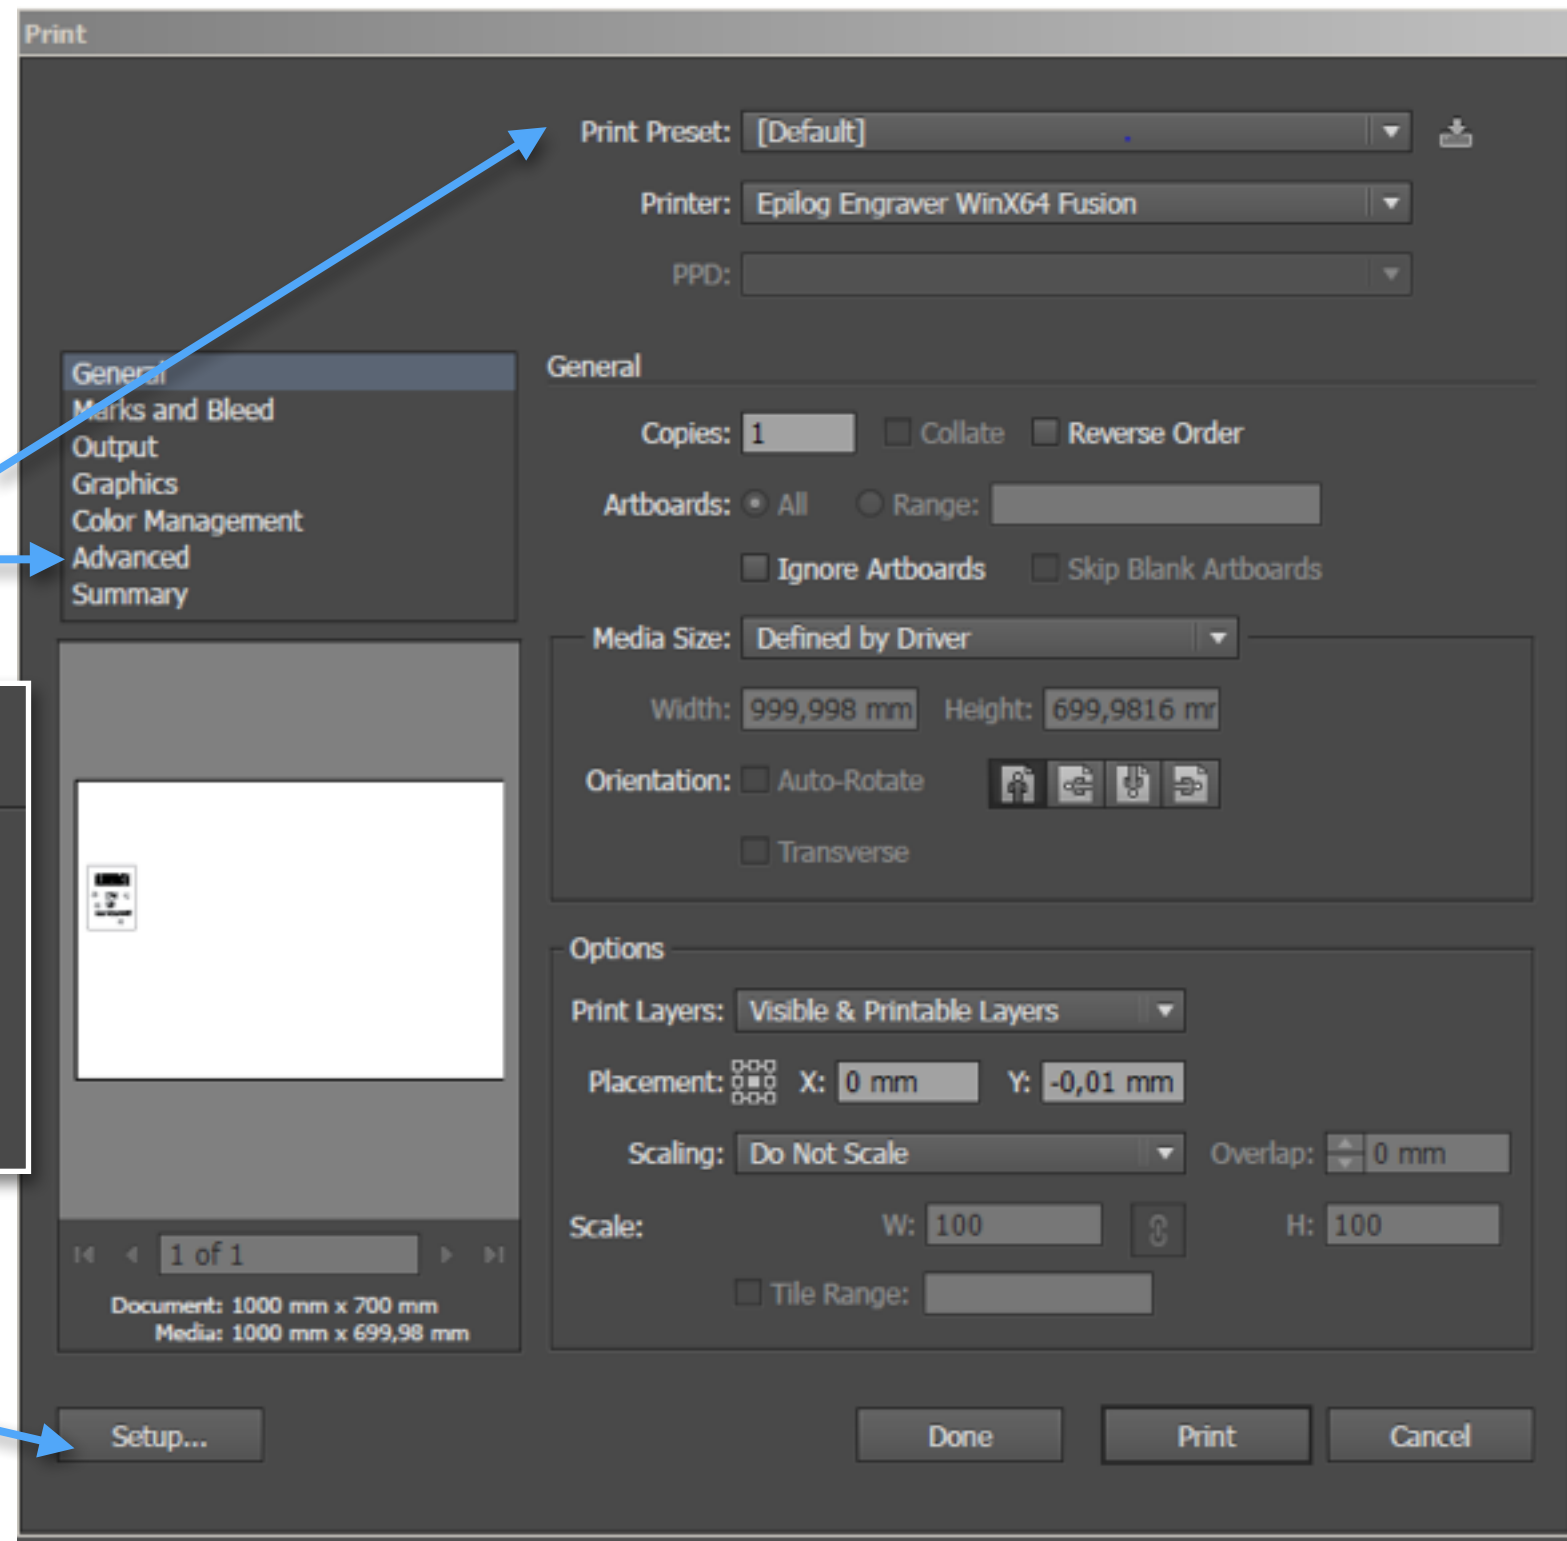 Print
Print Preset: [Default]
Printer: Epilog Engraver WinX64 Fusion
PPD:
General
Marks and Bleed
Output
Graphics
Color Management
Advanced
Summary
General
Copies: 1 Collate Reverse Order
Artboards: All Range:
Ignore Artboards Skip Blank Artboards
Media Size: Defined by Driver
Width: 999,998 mm Height: 699,9816 mr
Orientation: Auto-Rotate
Transverse
Options
Print Layers: Visible & Printable Layers
Placement: X: 0 mm Y: -0,01 mm
Scaling: Do Not Scale Overlap: 0 mm
Scale: W: 100 H: 100
Tile Range:
1 of 1
Document: 1000 mm x 700 mm
Media: 1000 mm x 699,98 mm
Setup... Done Print Cancel